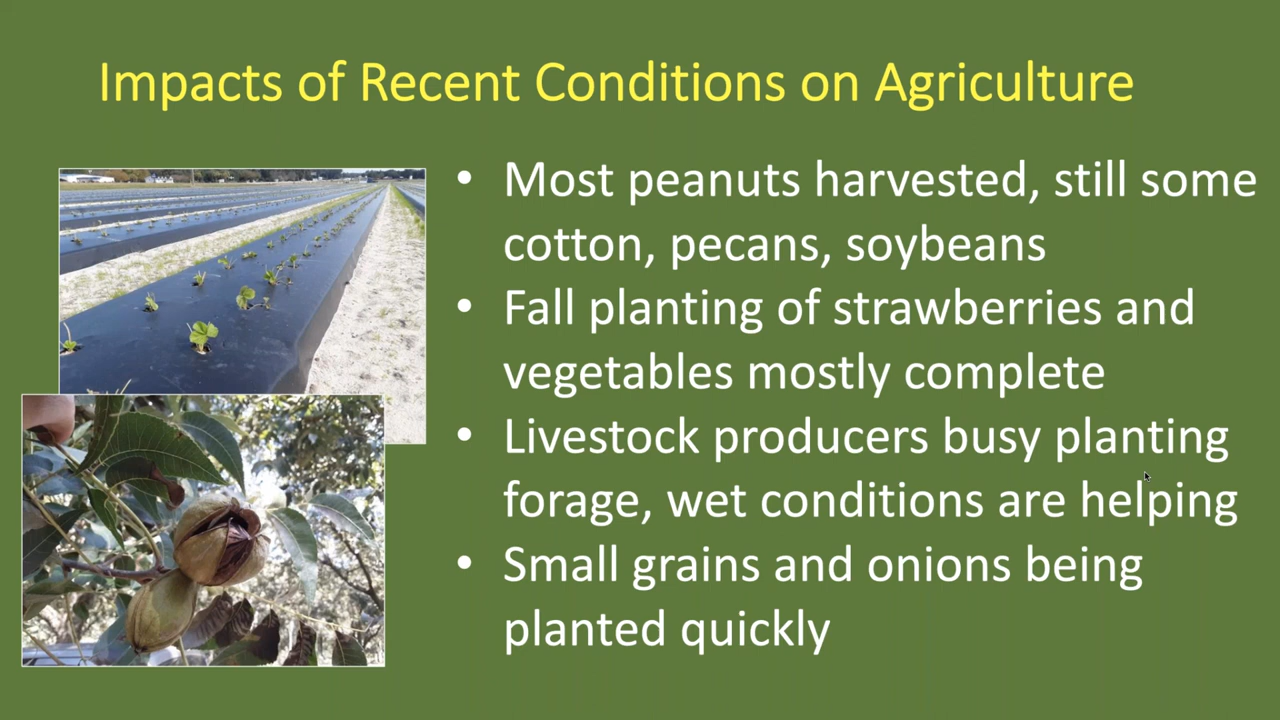 Impacts of Recent Conditions on Agriculture
• Most peanuts harvested, still some
cotton, pecans, soybeans
• Fall planting of strawberries and
vegetables mostly complete
• Livestock producers busy planting
forage, wet conditions are helping
• Small grains and onions being
planted quickly